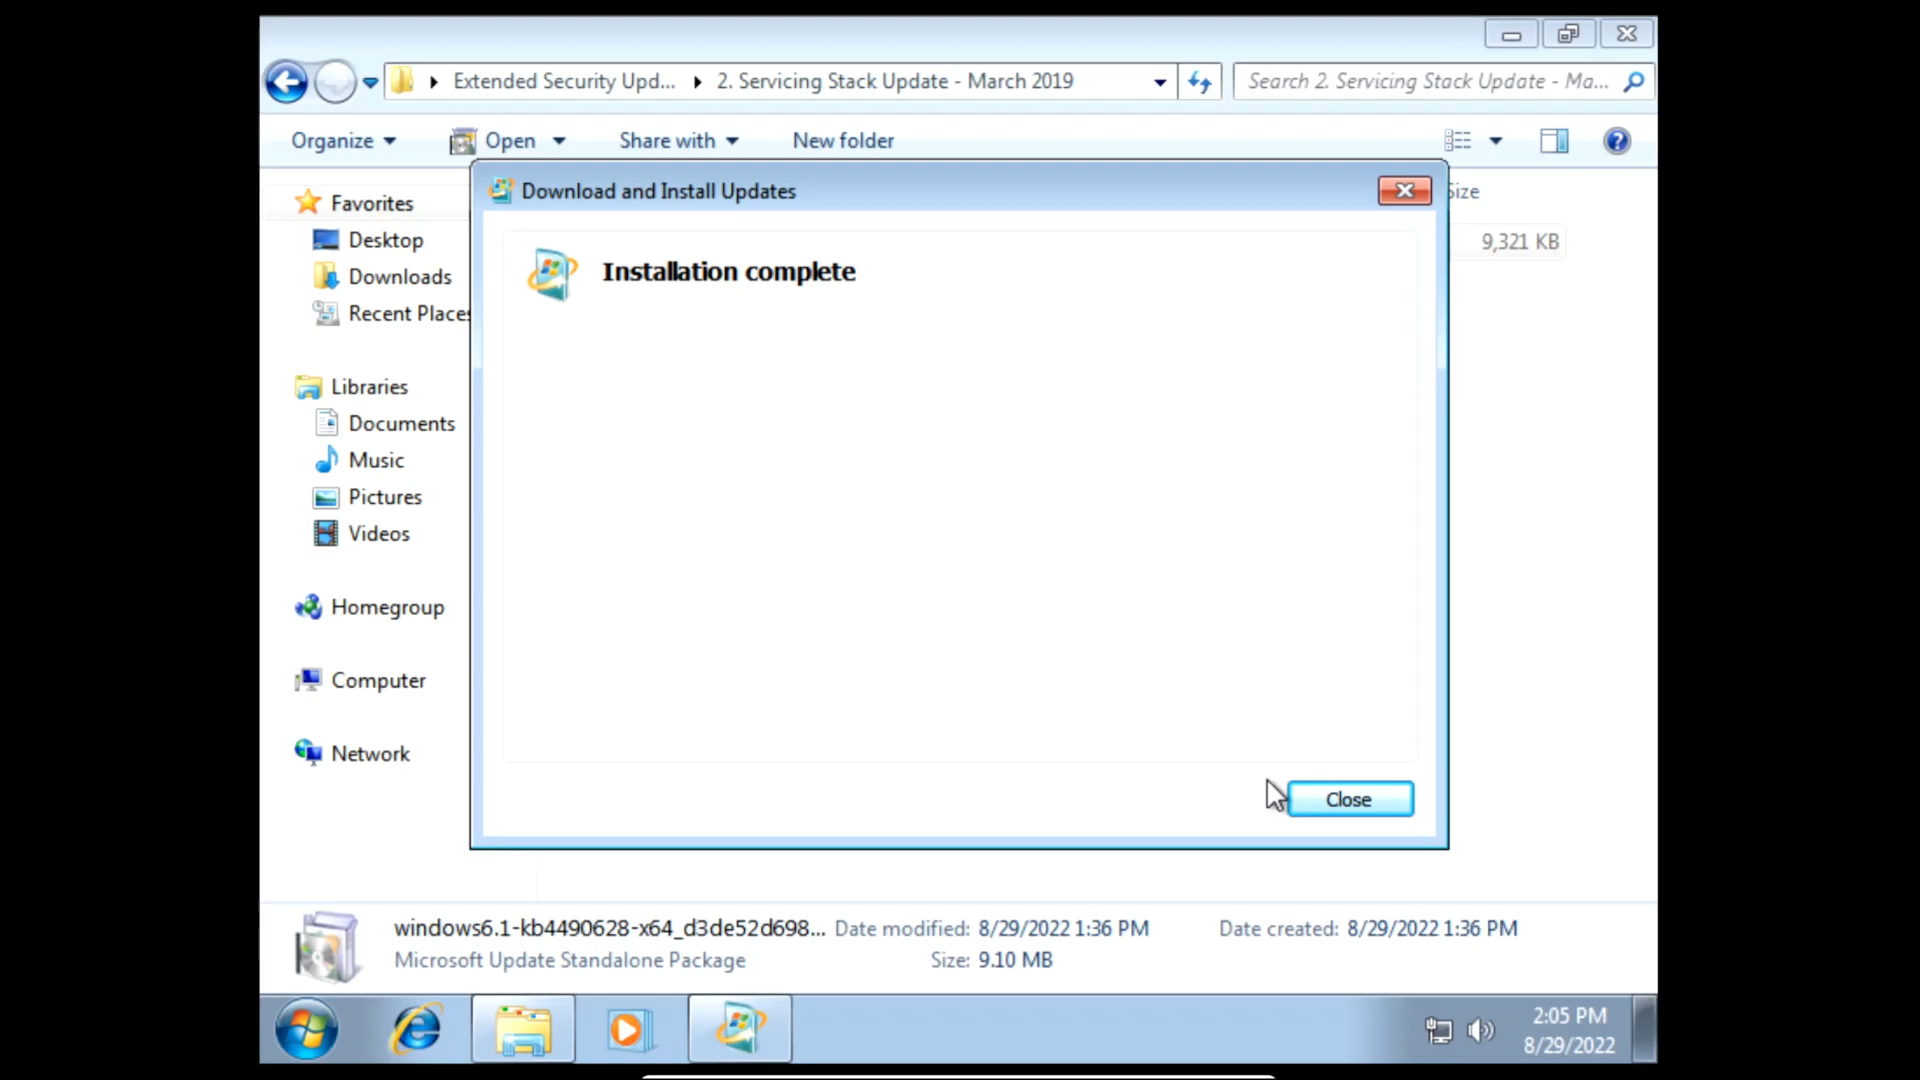 Extended Security Upd... 2. Servicing Stack Update - March 2019
Search 2. Servicing Stack Update - Ma...
Organize Open Share with New folder
Download and Install Updates
Size
Favorites
Desktop
Downloads
Recent Places
Libraries
Documents
Music
Pictures
Videos
Homegroup
Computer
Network
Installation complete
9,321 KB
Close
windows6.1-kb4490628-x64_d3de52d698... Date modified: 8/29/2022 1:36 PM Date created: 8/29/2022 1:36 PM
Microsoft Update Standalone Package Size: 9.10 MB
2:05 PM
8/29/2022